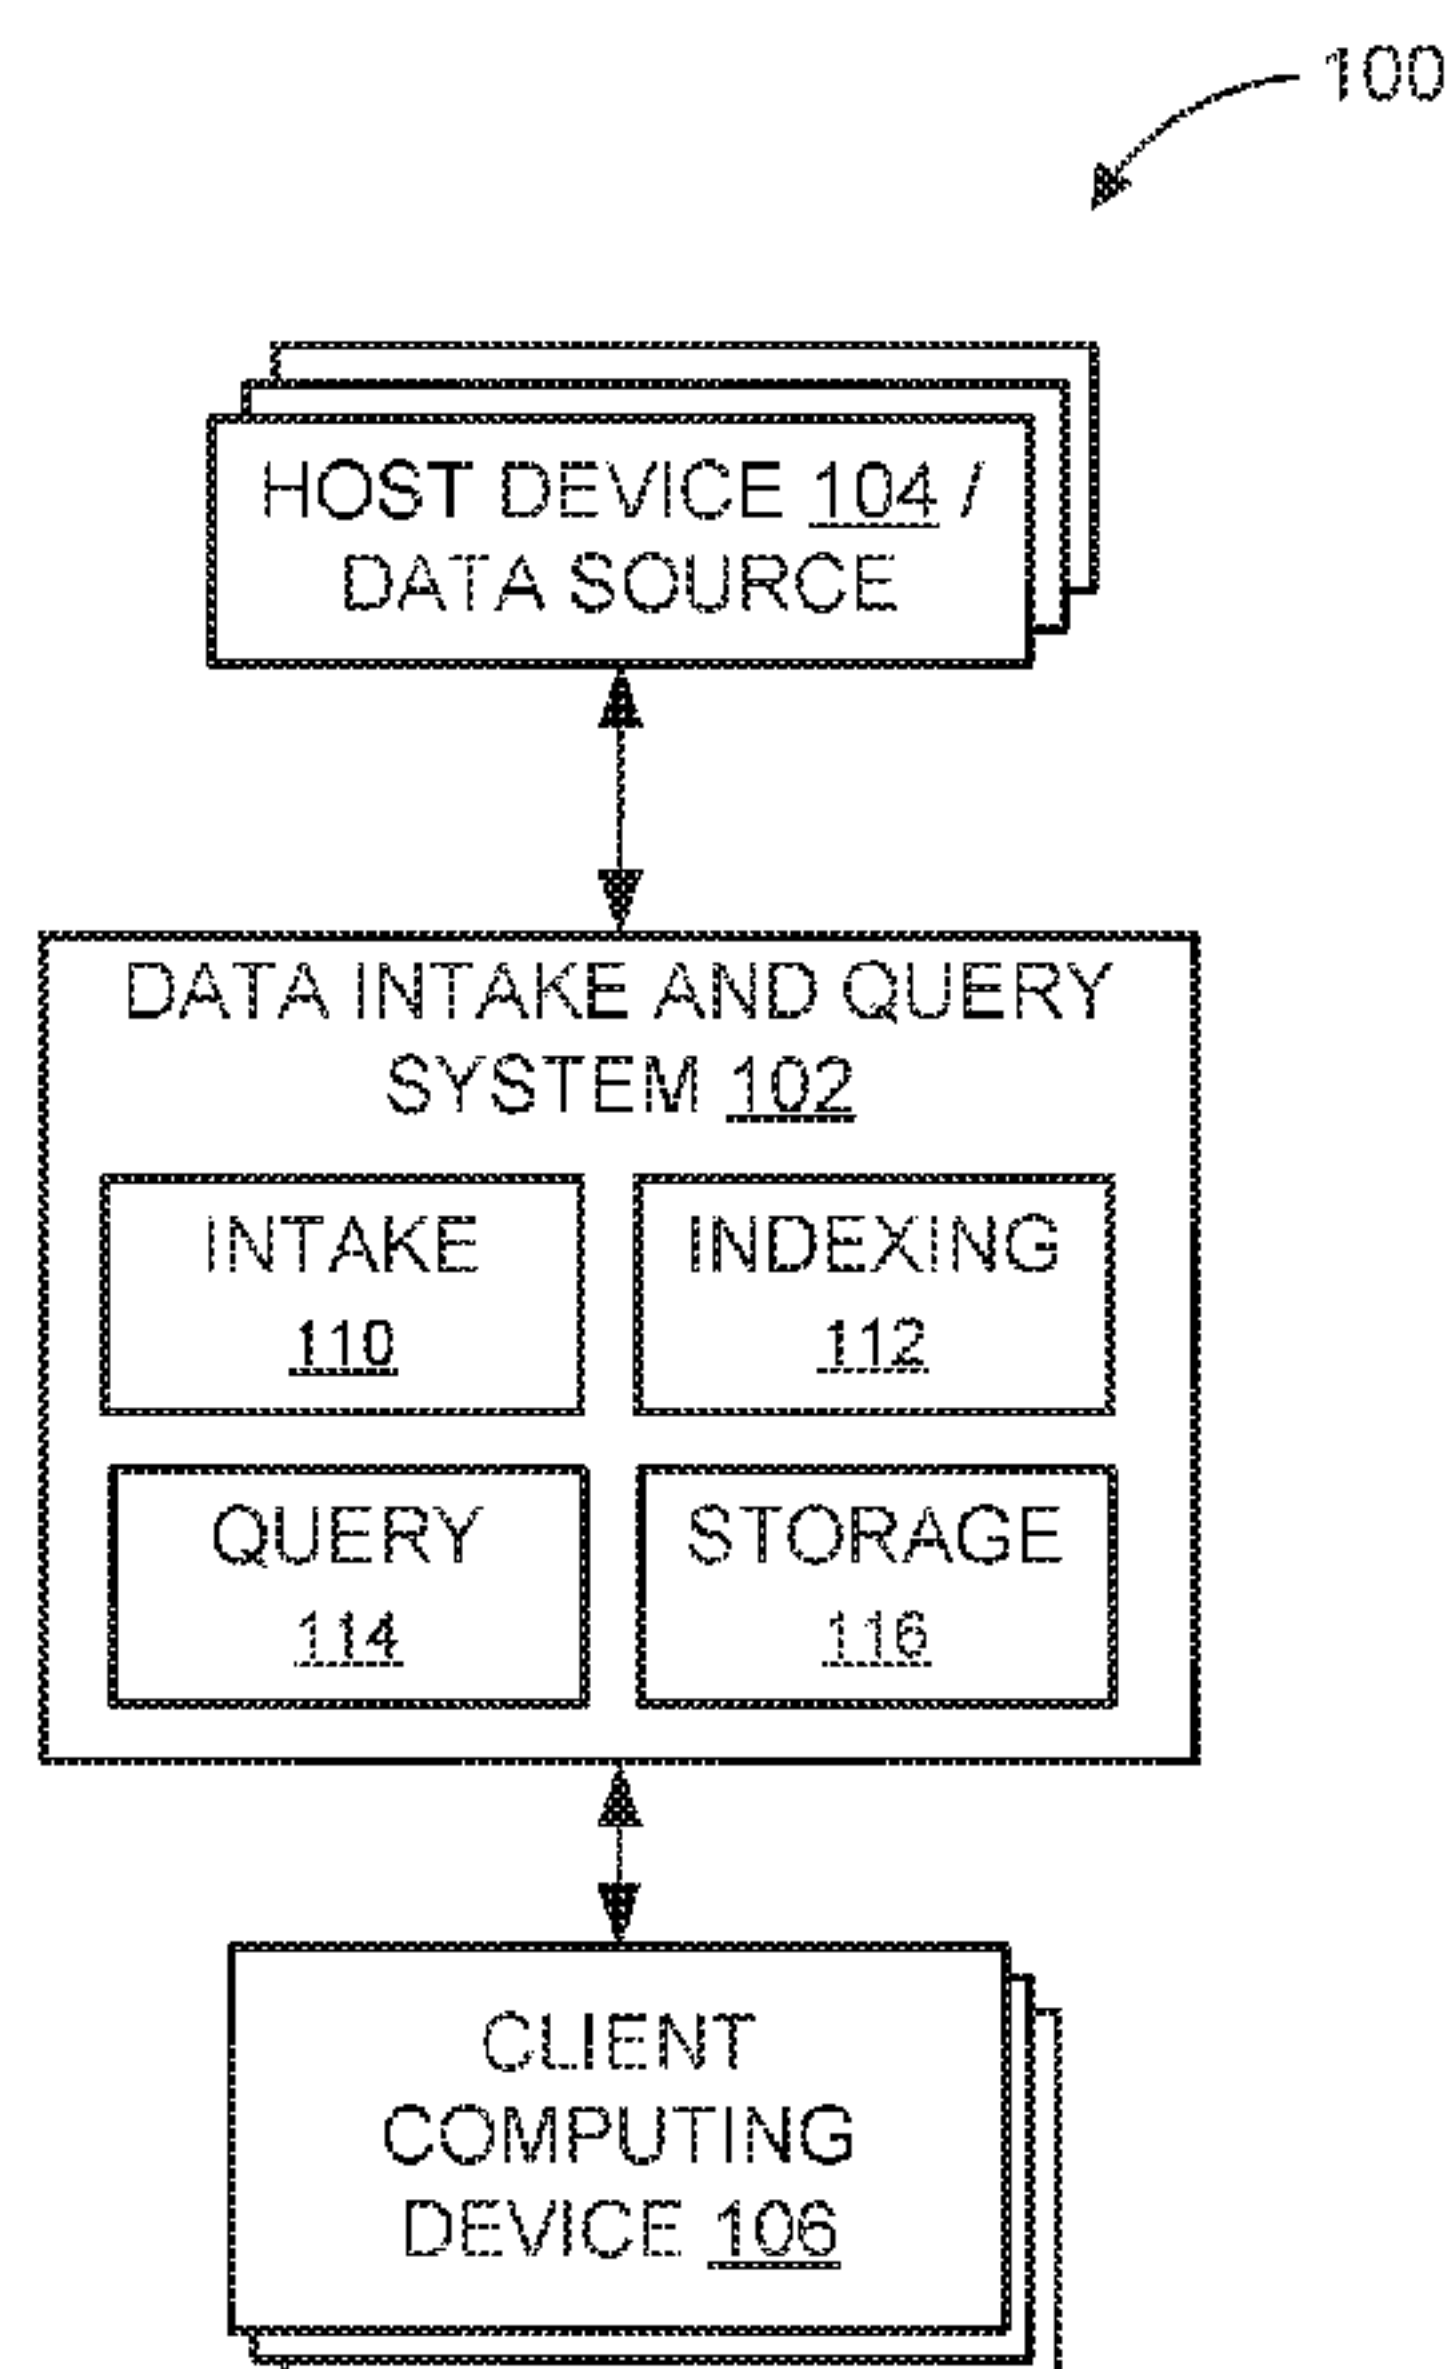 100
HOST DEVICE 104 /
DATA SOURCE
DATA INTAKE AND QUERY
SYSTEM 102
INTAKE
110
INDEXING
112
QUERY
114
STORAGE
116
CLIENT
COMPUTING
DEVICE 106